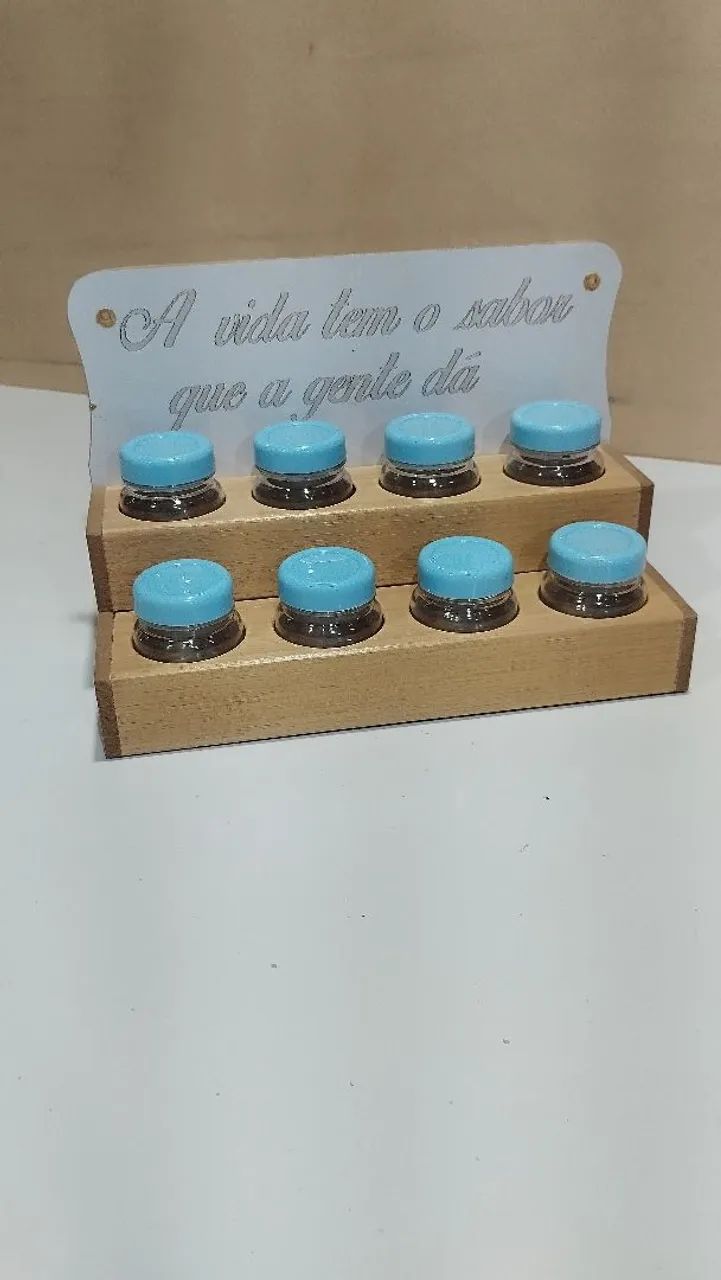 A vida tem o sabor
que a gente dá